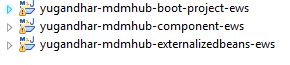 yugandhar-mdmhub-boot-project-ews
yugandhar-mdmhub-component-ews
yugandhar-mdmhub-externalizedbeans-ews